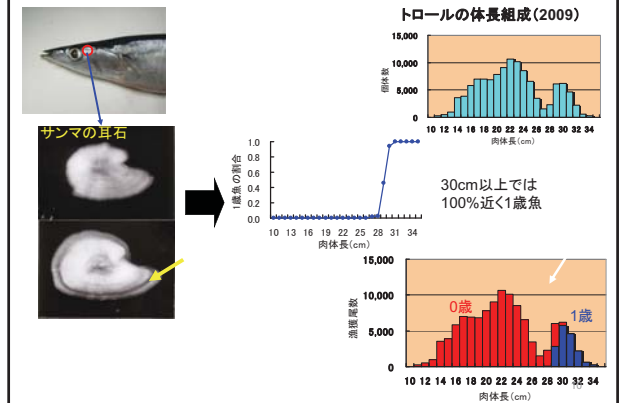 トロールの体長組成(2009)
15,000
10,000
5,000
0
個体数
10 12 14 16 18 20 22 24 26 28 30 32 34
肉体長(cm)
サンマの耳石
1.0
0.8
0.6
0.4
0.2
0.0
1歳魚の割合
10 13 16 19 22 25 28 31 34
肉体長(cm)
30cm以上では
100%近く1歳魚
15,000
10,000
5,000
0
漁獲尾数
0歳
1歳
10 12 14 16 18 20 22 24 26 28 30 32 34
肉体長(cm)